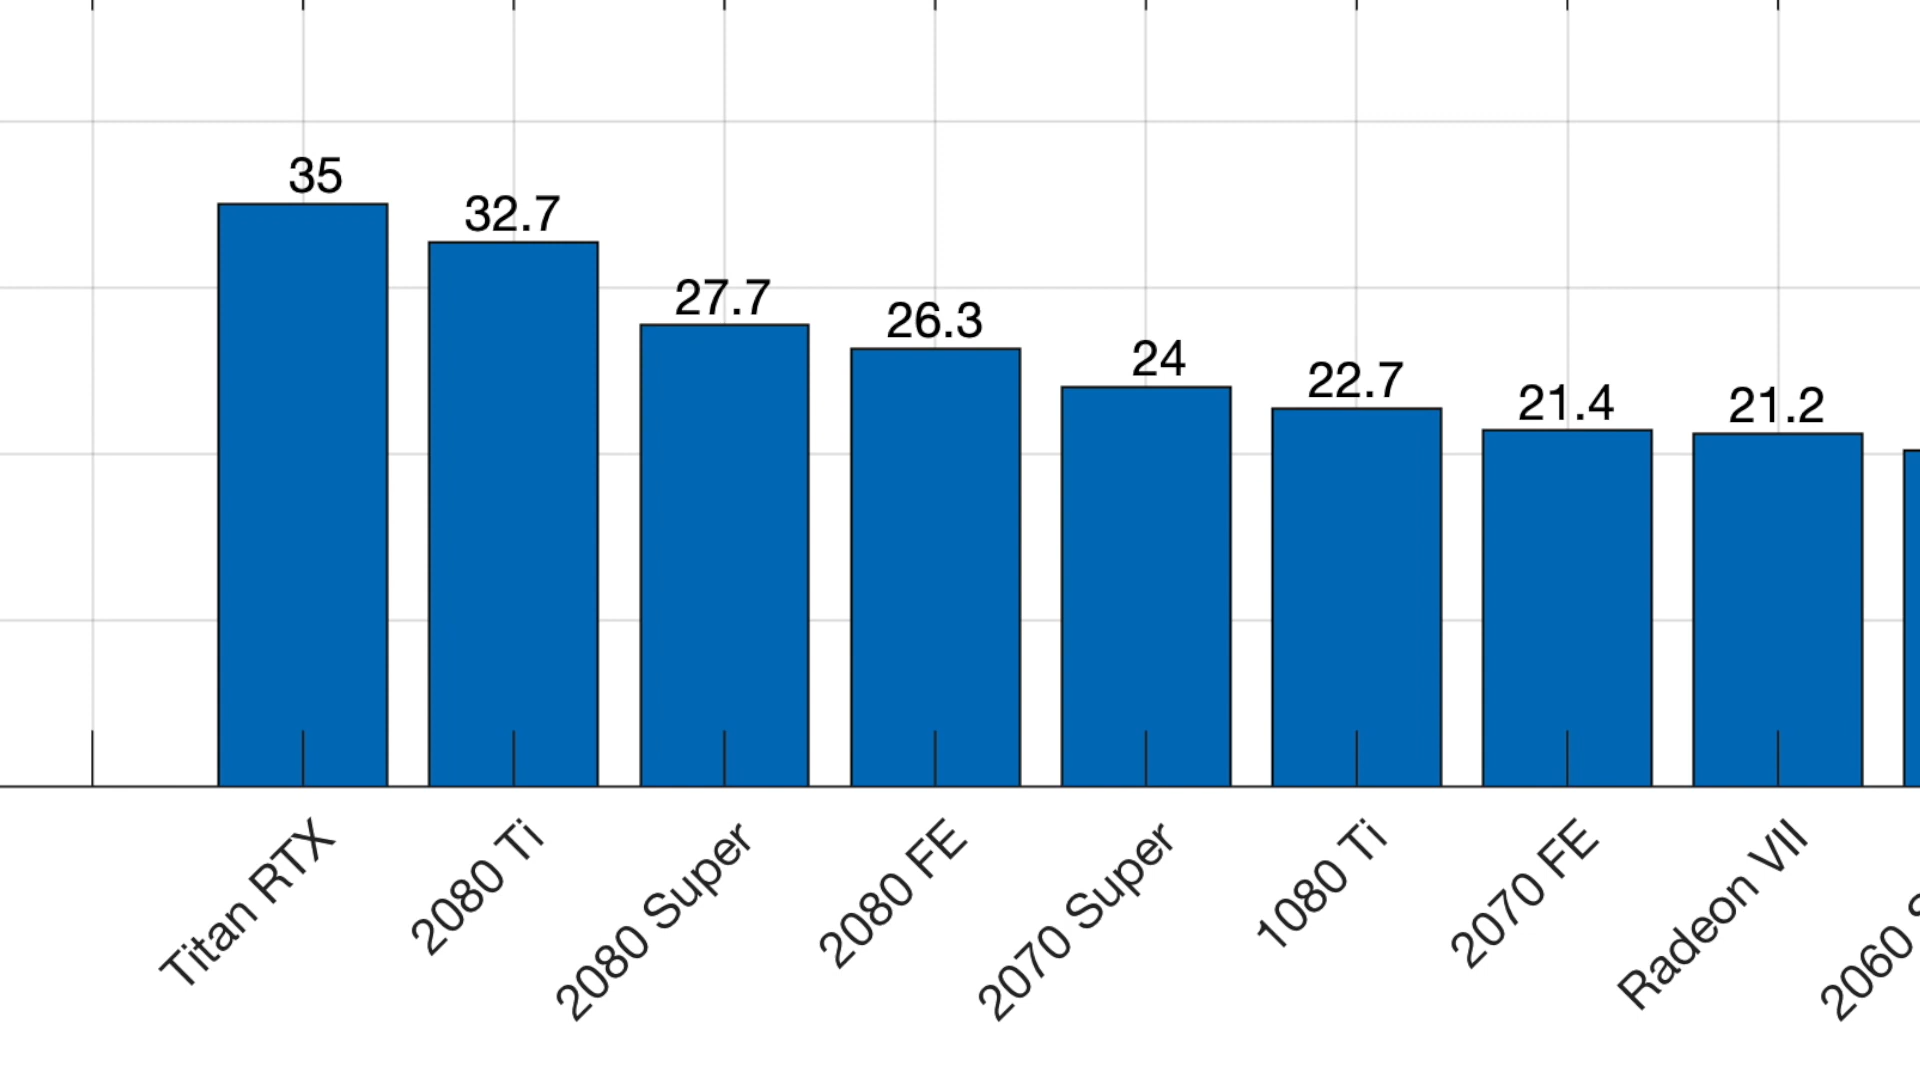 35
32.7
27.7
26.3
24
22.7
21.4
21.2
Titan RTX
2080 Ti
2080 Super
2080 FE
2070 Super
1080 Ti
2070 FE
Radeon VII
2060